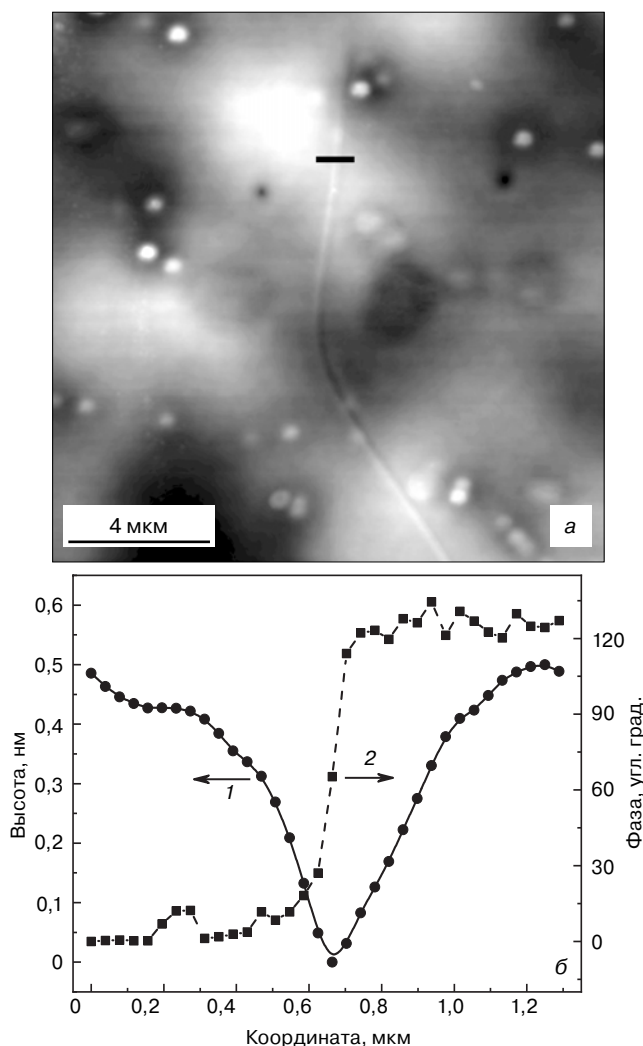 4 мкм
а
0,6
0,5
0,4
0,3
0,2
0,1
0
Высота, нм
120
90
60
30
0
Фаза, угл. град.
1
2
б
0 0,2 0,4 0,6 0,8 1,0 1,2
Координата, мкм